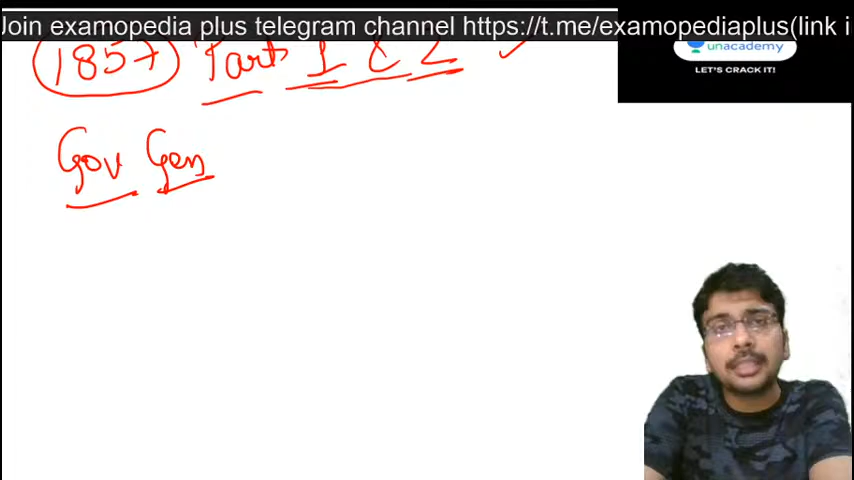 Join examopedia plus telegram channel https://t.me/examopediaplus(link i
unacademy
LET'S CRACK IT!
1857 Parts 1 & 2
Gov Gen